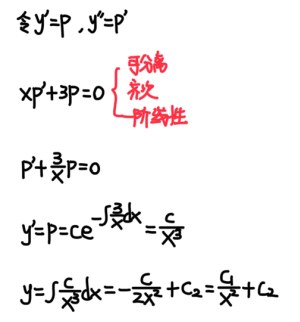 令y'=p,y''=p'
可分离
xp'+3p=0 { 齐次
一阶线性
p'+3/x p=0
y'=p=ce^{-∫3/x dx}=c/x³
y=∫c/x³ dx=-c/2x²+c₂=c₁/x²+c₂